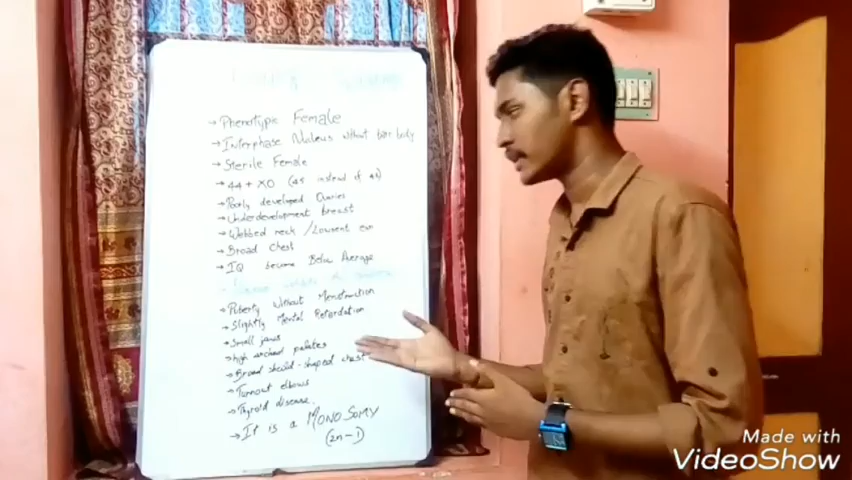 → Phenotypic Female
→ Interphase Nucleus without barr body
→ Sterile Female
→ 44 + XO (45 instead of 46)
→ Poorly developed Ovaries
→ Underdevelopment breast
→ Webbed neck / Lowset ear
→ Broad chest
→ IQ become Below Average
→ Puberty Without Menstruation
→ Slightly Mental Retardation
→ Small jaws
→ high arched palates
→ Broad sheild-shaped chest
→ Turnout elbows
→ Thyroid disease.
→ It is a MONOSOMY
(2n-1)
Made with
VideoShow